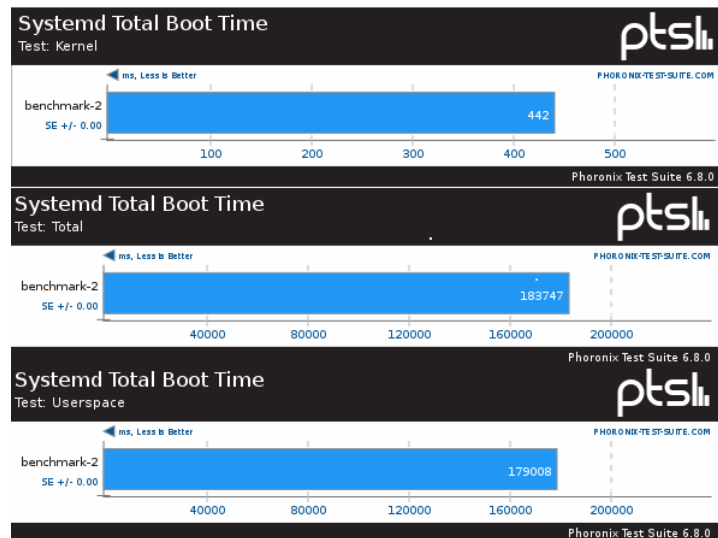 Systemd Total Boot Time
Test: Kernel
ptsl
ms, Less Is Better
PHORONIX-TEST-SUITE.COM
benchmark-2
442
SE +/- 0.00
100 200 300 400 500
Phoronix Test Suite 6.8.0
Systemd Total Boot Time
Test: Total
ptsl
ms, Less Is Better
PHORONIX-TEST-SUITE.COM
benchmark-2
183747
SE +/- 0.00
40000 80000 120000 160000 200000
Phoronix Test Suite 6.8.0
Systemd Total Boot Time
Test: Userspace
ptsl
ms, Less Is Better
PHORONIX-TEST-SUITE.COM
benchmark-2
179008
SE +/- 0.00
40000 80000 120000 160000 200000
Phoronix Test Suite 6.8.0